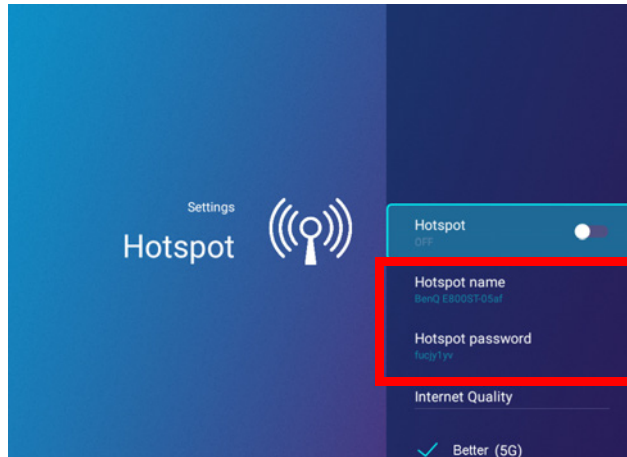 Settings
Hotspot
Hotspot
OFF
Hotspot name
BenQ E800ST-05af
Hotspot password
fucjy1yv
Internet Quality
Better (5G)